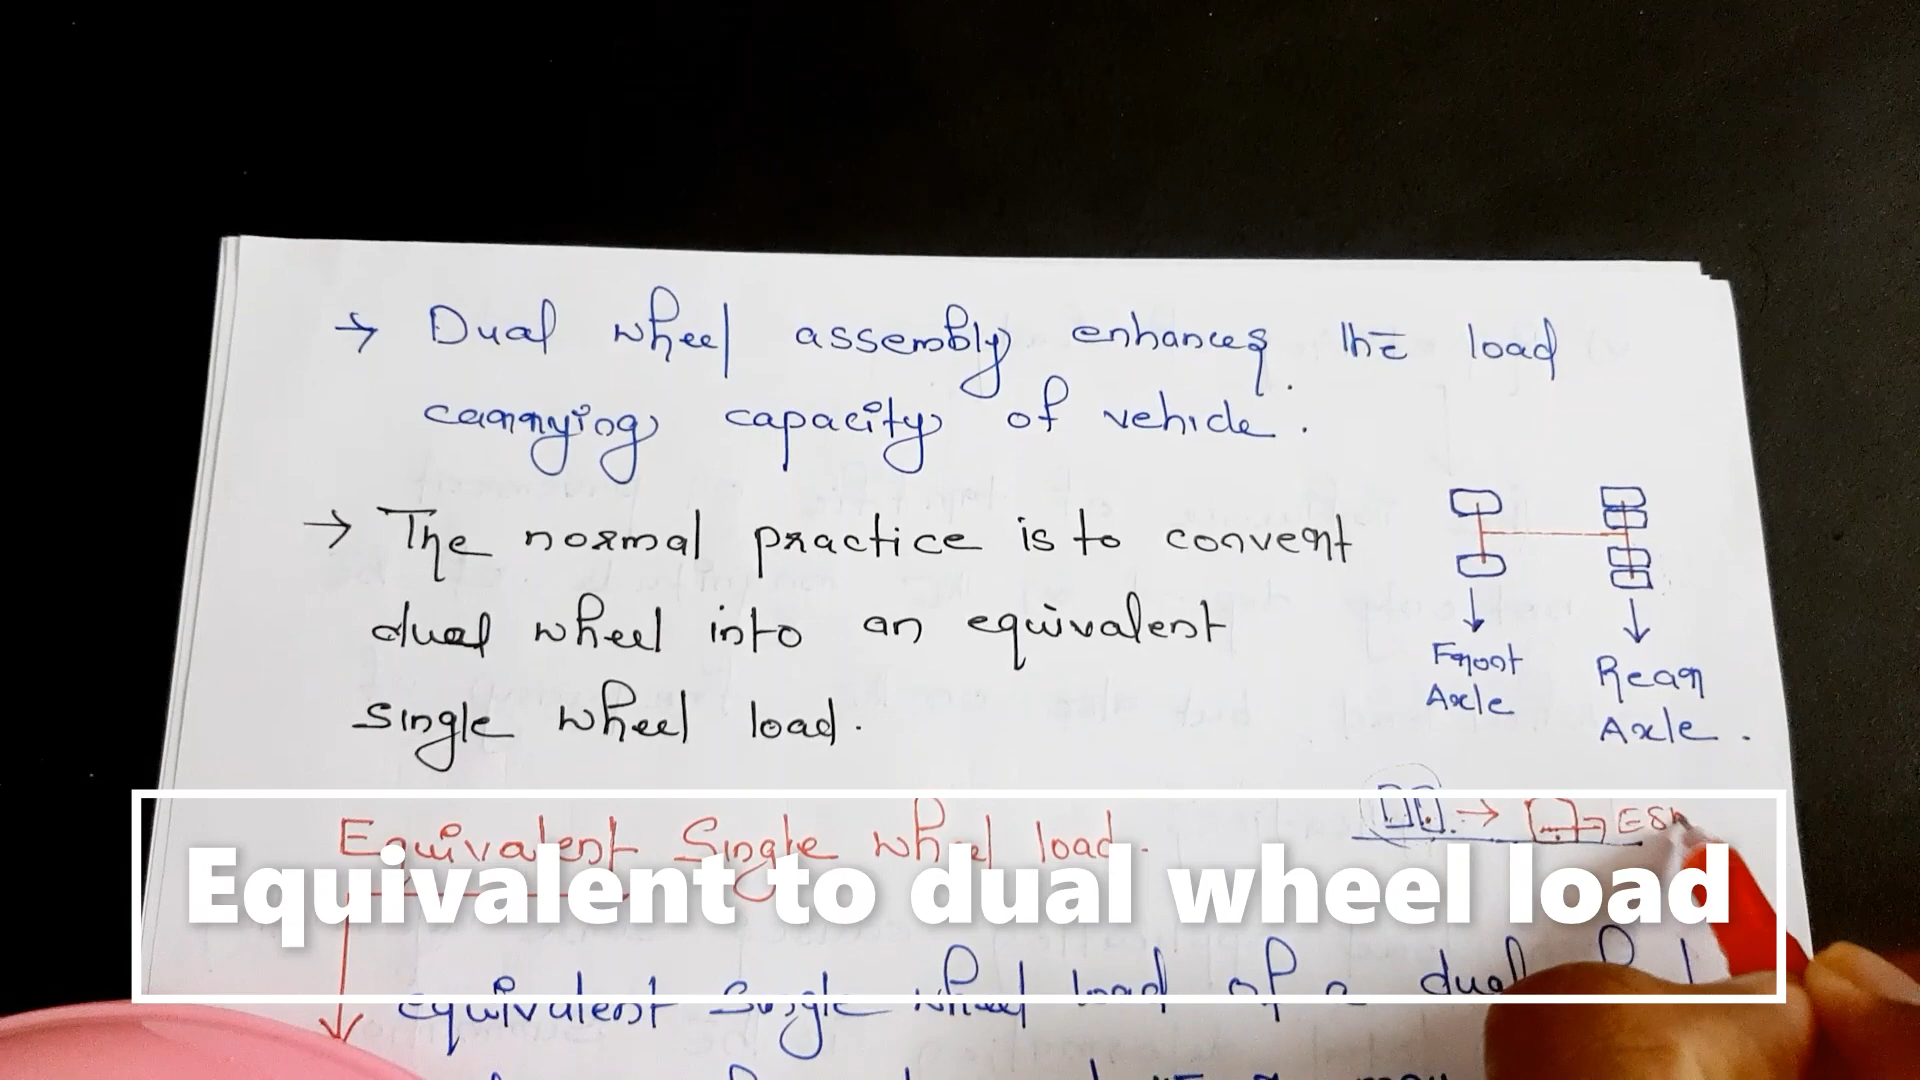 → Dual wheel assembly enhances the load
carrying capacity of vehicle.
→ The normal practice is to convert
dual wheel into an equivalent
single wheel load.
Front
Axle
Rear
Axle.
Equivalent Single wheel load.
→ → ES
Equivalent to dual wheel load
equivalent single wheel load of a dual